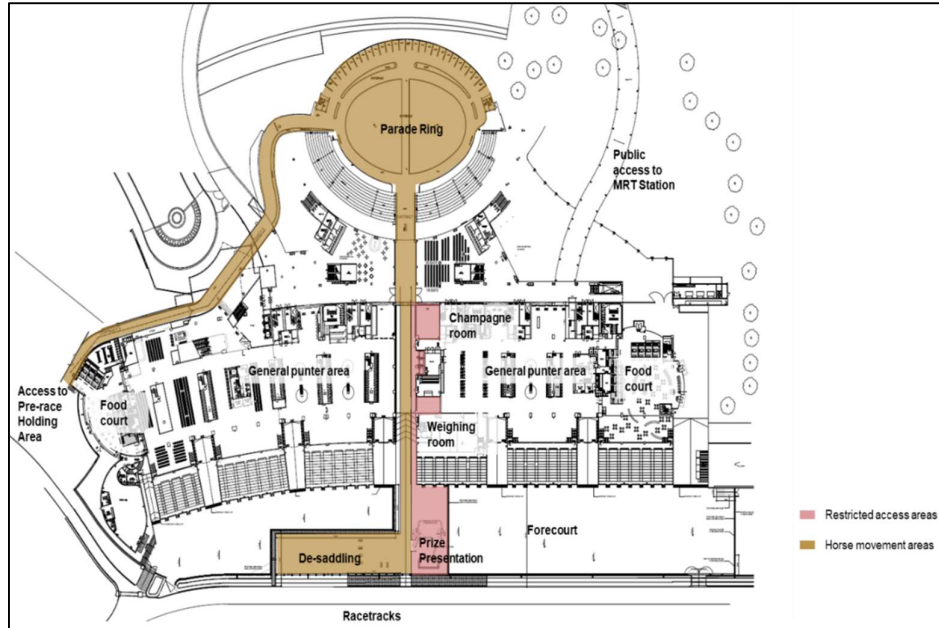 Parade Ring
Public
access to
MRT Station
Champagne
room
General punter area
General punter area
Food
court
Food
court
Access to
Pre-race
Holding
Area
Weighing
room
Restricted access areas
Forecourt
Prize
Presentation
De-saddling
Horse movement areas
Racetracks